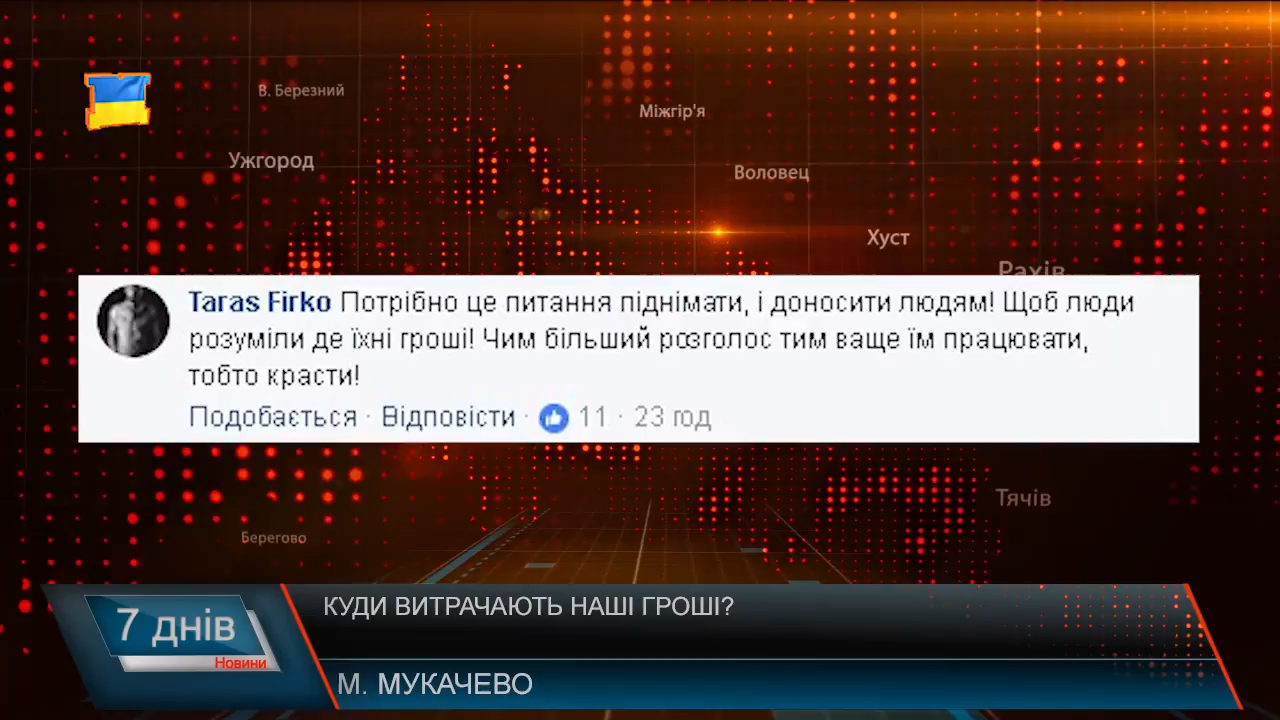 В. Березний
Міжгір'я
Ужгород
Воловец
Хуст
Рахів
Taras Firko Потрібно це питання піднімати, і доносити людям! Щоб люди
розуміли де їхні гроші! Чим більший розголос тим ваще їм працювати,
тобто красти!
Подобається · Відповісти · 11 · 23 год
Тячів
Берегово
КУДИ ВИТРАЧАЮТЬ НАШІ ГРОШІ?
7 днів
Новини
М. МУКАЧЕВО